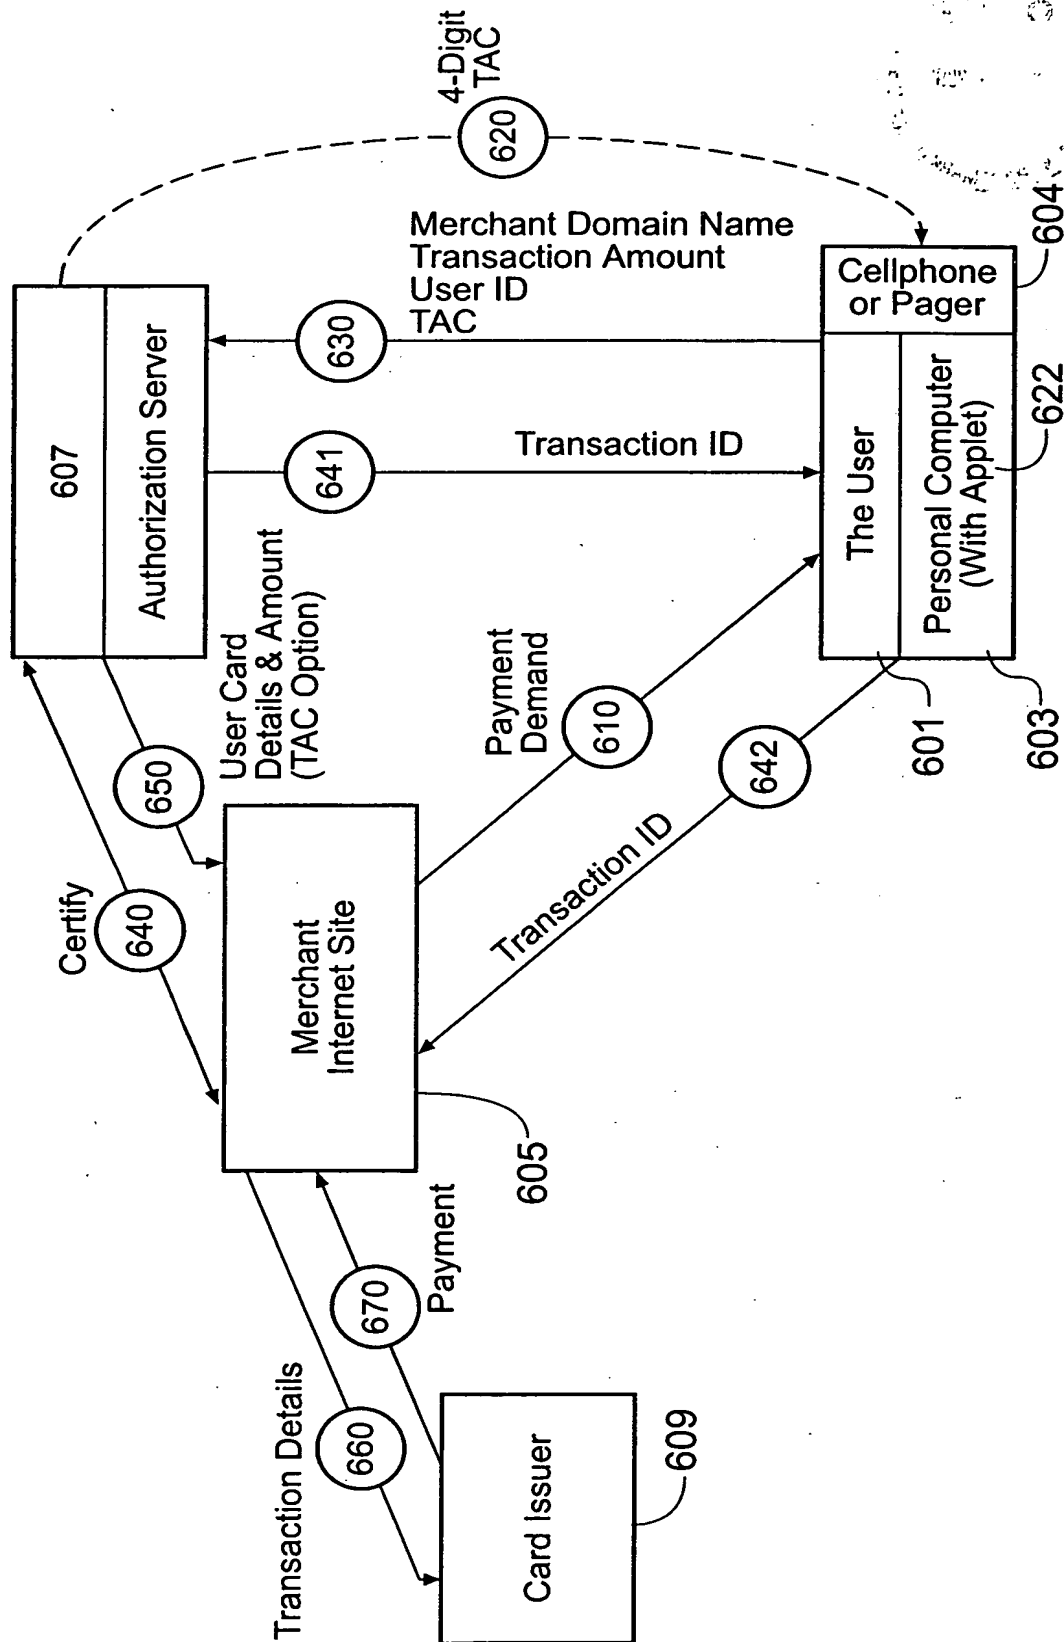 4-Digit
TAC
620
607
Authorization Server
630
Merchant Domain Name
Transaction Amount
User ID
TAC
641
Transaction ID
Cellphone
or Pager
604
The User
Personal Computer
(With Applet)
622
601
603
650
User Card
Details & Amount
(TAC Option)
Payment
Demand
610
642
Transaction ID
Certify
640
Merchant
Internet Site
605
Transaction Details
660
670
Payment
Card Issuer
609